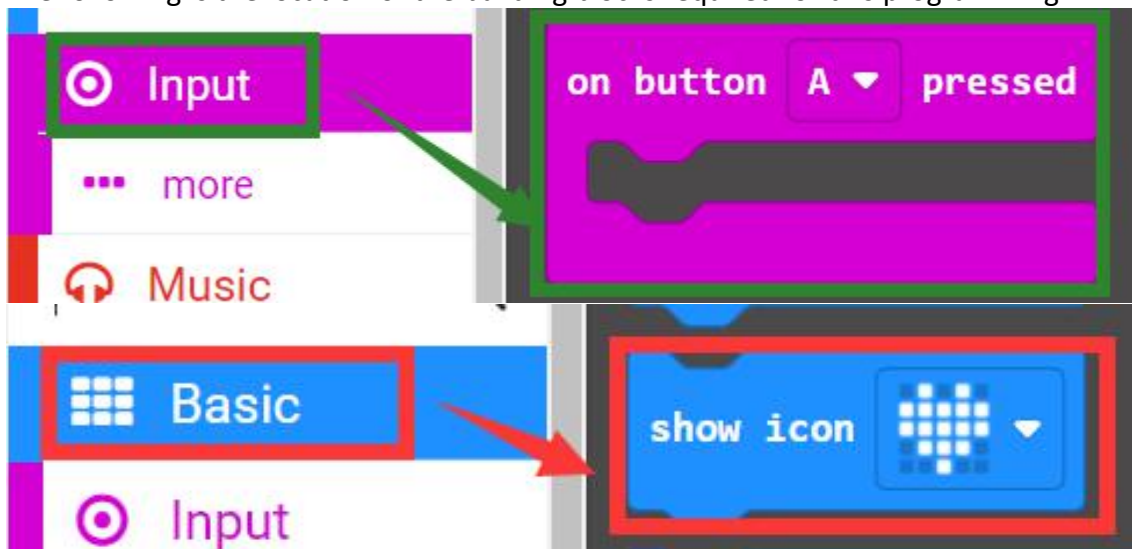 Input
on button A pressed
more
Music
Basic
show icon
Input